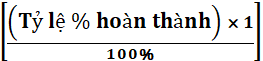 [(Tỷ lệ % hoàn thành) × 1]
100%